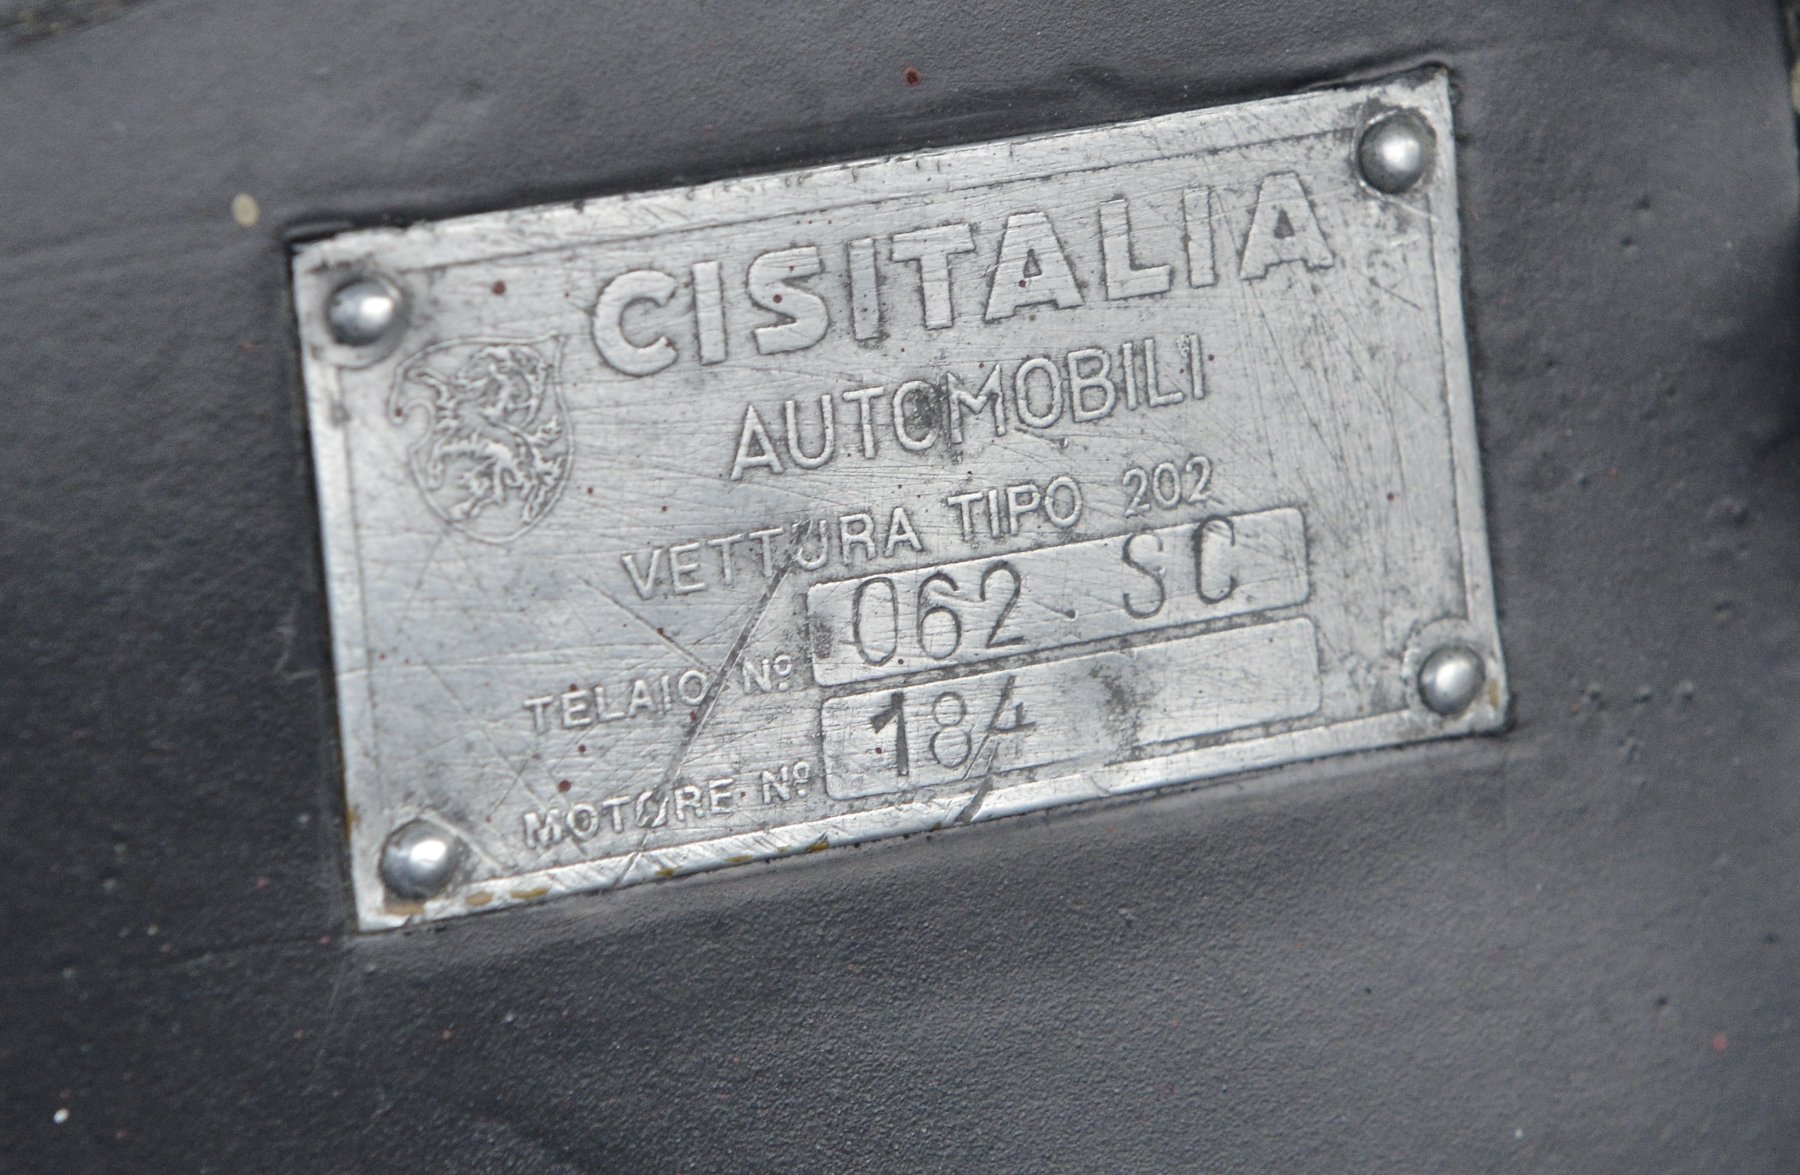 CISITALIA
AUTOMOBILI
VETTURA TIPO 202
TELAIO Nº 062. SC
MOTORE Nº 184